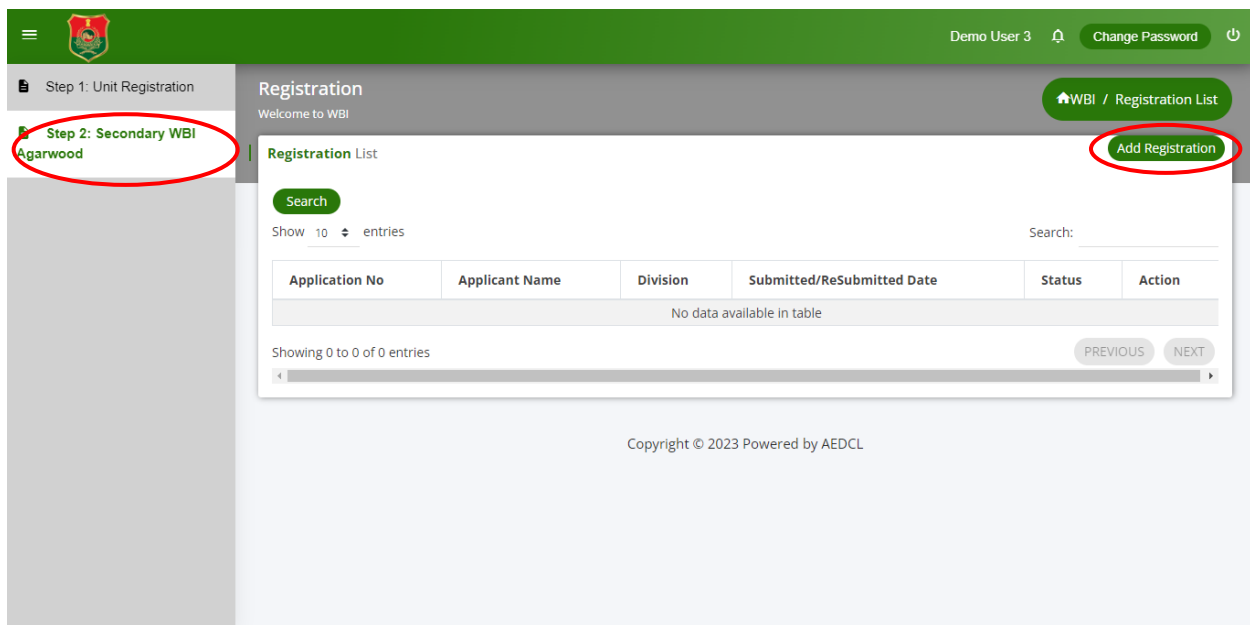 Demo User 3 Change Password
Step 1: Unit Registration
Step 2: Secondary WBI
Agarwood
Registration
Welcome to WBI
WBI / Registration List
Registration List
Add Registration
Search
Show 10 entries
Search:
Application No Applicant Name Division Submitted/ReSubmitted Date Status Action
No data available in table
Showing 0 to 0 of 0 entries
PREVIOUS NEXT
Copyright © 2023 Powered by AEDCL